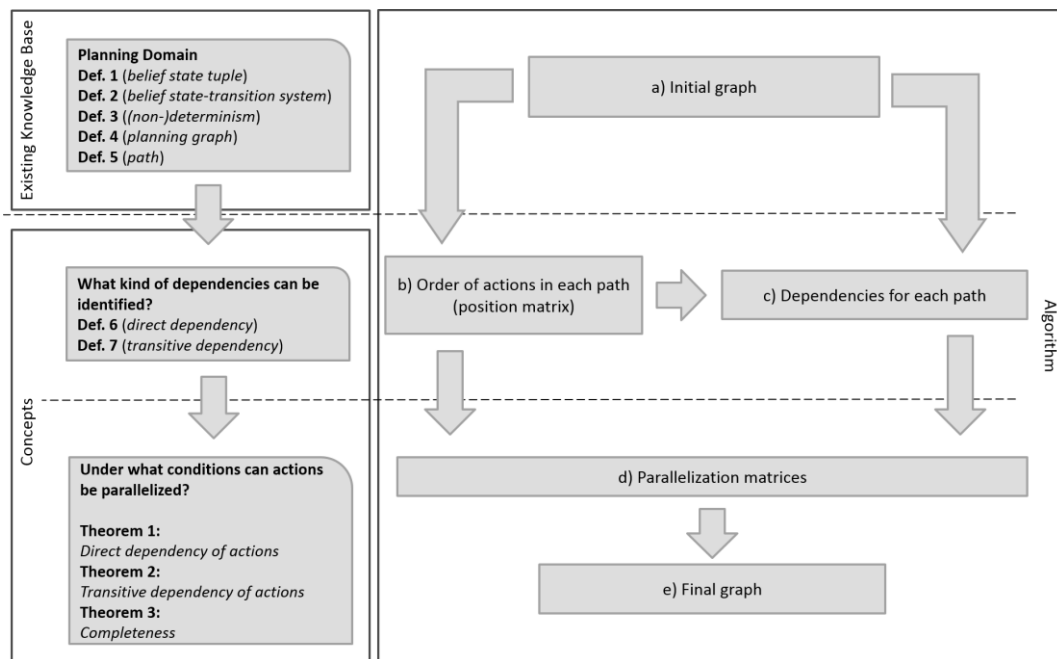 Existing Knowledge Base
Planning Domain
Def. 1 (belief state tuple)
Def. 2 (belief state-transition system)
Def. 3 ((non-)determinism)
Def. 4 (planning graph)
Def. 5 (path)
Concepts
What kind of dependencies can be
identified?
Def. 6 (direct dependency)
Def. 7 (transitive dependency)
Under what conditions can actions
be parallelized?
Theorem 1:
Direct dependency of actions
Theorem 2:
Transitive dependency of actions
Theorem 3:
Completeness
Algorithm
a) Initial graph
b) Order of actions in each path
(position matrix)
c) Dependencies for each path
d) Parallelization matrices
e) Final graph